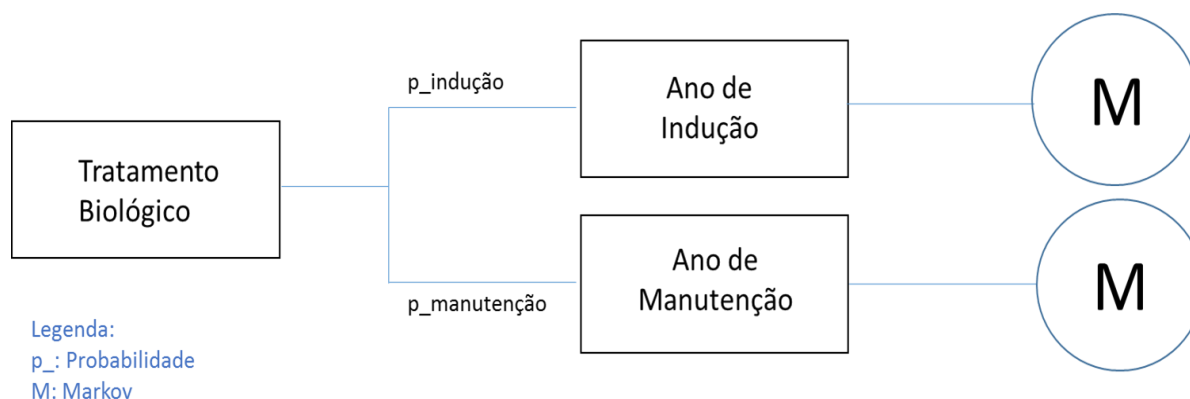 p_indução
Ano de
Indução
M
Tratamento
Biológico
p_manutenção
Ano de
Manutenção
M
Legenda:
p_: Probabilidade
M: Markov